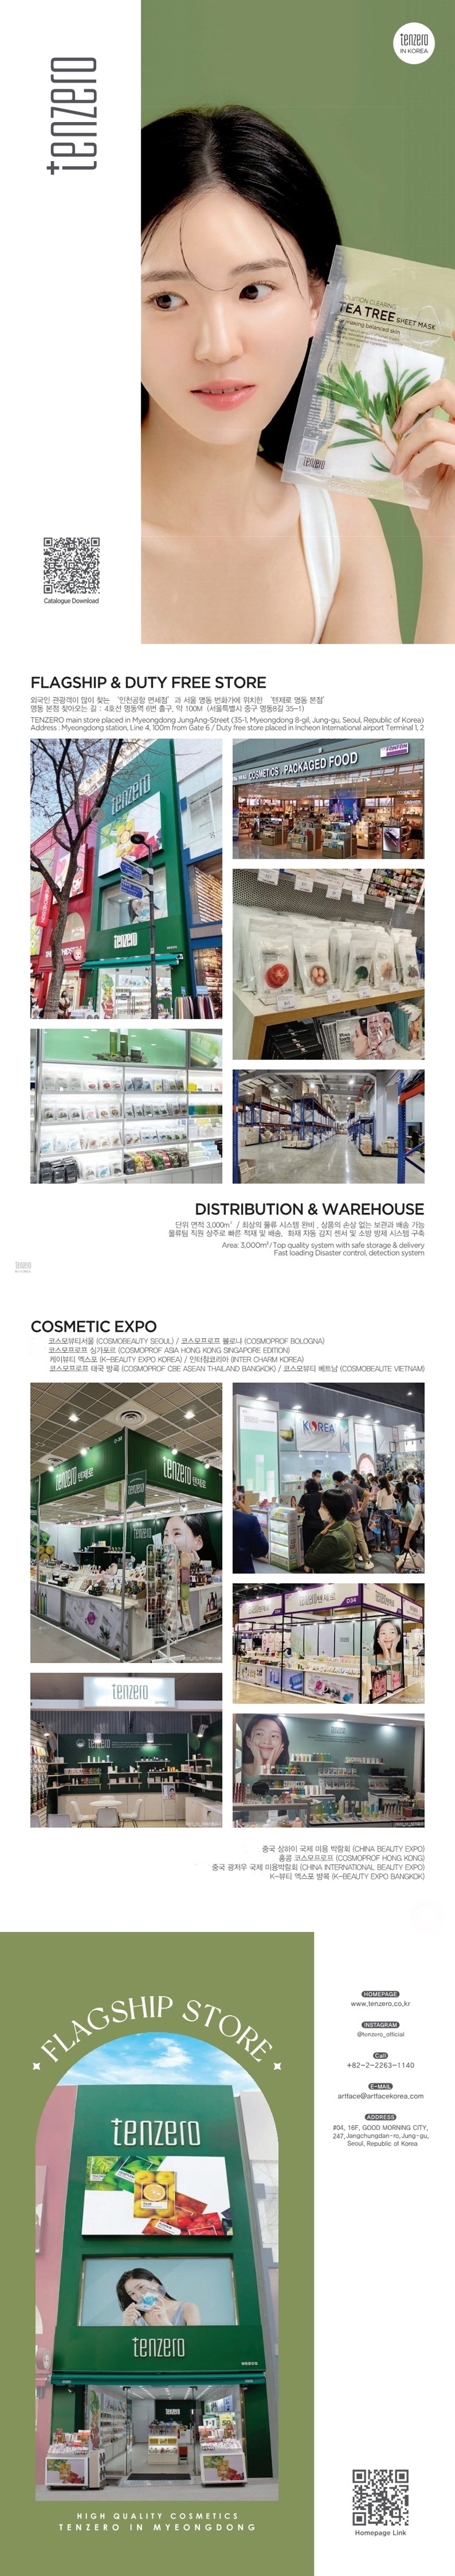 tenzero
tenzero
IN KOREA
SOLUTION CLEARING
TEA TREE SHEET MASK
tenzero
Catalogue Download
FLAGSHIP & DUTY FREE STORE
외국인 관광객이 많이 찾는 '인천공항 면세점' 과 서울 명동 번화가에 위치한 '텐제로 명동 본점'
명동 본점 찾아오는 길 : 4호선 명동역 6번 출구, 약 100M (서울특별시 중구 명동8길 35-1)
TENZERO main store placed in Myeongdong JungAng-Street (35-1, Myeongdong 8-gil, Jung-gu, Seoul, Republic of Korea)
Address : Myeongdong station, Line 4, 100m from Gate 6 / Duty free store placed in Incheon International airport Terminal 1, 2
tenzero
tenzero
COSMETICS · PACKAGED FOOD
DISTRIBUTION & WAREHOUSE
단위 면적 3,000m² / 최상의 물류 시스템 완비 , 상품의 손상 없는 보관과 배송 가능
물류팀 직원 상주로 빠른 적재 및 배송, 화재 자동 감지 센서 및 소방 방제 시스템 구축
Area: 3,000m²/Top quality system with safe storage & delivery
Fast loading Disaster control, detection system
tenzero
IN KOREA
COSMETIC EXPO
코스모뷰티서울 (COSMOBEAUTY SEOUL) / 코스모프로프 볼로냐 (COSMOPROF BOLOGNA)
코스모프로프 싱가포르 (COSMOPROF ASIA HONG KONG SINGAPORE EDITION)
케이뷰티 엑스포 (K-BEAUTY EXPO KOREA) / 인터참코리아 (INTER CHARM KOREA)
코스모프로프 태국 방콕 (COSMOPROF CBE ASEAN THAILAND BANGKOK) / 코스모뷰티 베트남 (COSMOBEAUTE VIETNAM)
tenzero 텐제로
tenzero 텐제로
tenzero
KOREA
tenzero
tenzero
중국 상하이 국제 미용 박람회 (CHINA BEAUTY EXPO)
홍콩 코스모프로프 (COSMOPROF HONG KONG)
중국 광저우 국제 미용박람회 (CHINA INTERNATIONAL BEAUTY EXPO)
K-뷰티 엑스포 방콕 (K-BEAUTY EXPO BANGKOK)
FLAGSHIP STORE
tenzero
tenzero
tenzero
HIGH QUALITY COSMETICS
TENZERO IN MYEONGDONG
HOMEPAGE
www.tenzero.co.kr
INSTAGRAM
@tenzero_official
Call
+82-2-2263-1140
E-MAIL
artface@artfacekorea.com
ADDRESS
#04, 16F, GOOD MORNING CITY,
247, Jangchungdan-ro, Jung-gu,
Seoul, Republic of Korea
Homepage Link